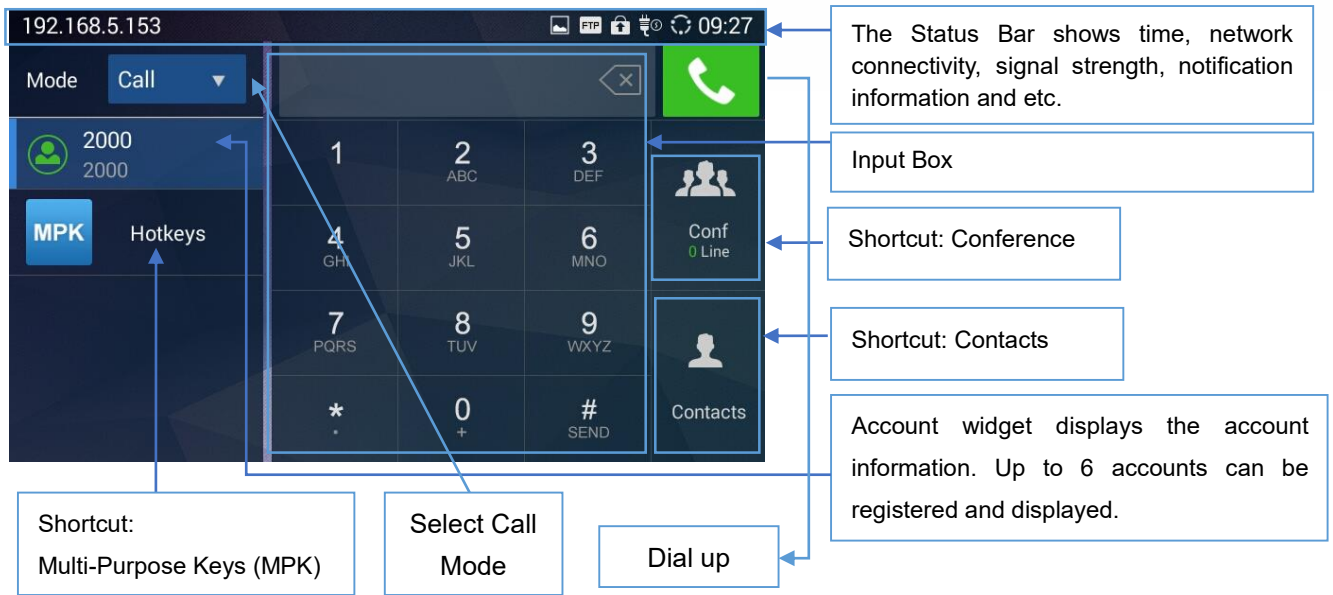 192.168.5.153
FTP
09:27
Mode Call
2000
2000
MPK Hotkeys
1 2 3
ABC DEF
4 5 6
GHI JKL MNO
7 8 9
PQRS TUV WXYZ
* 0 #
+ SEND
Conf
0 Line
Contacts
The Status Bar shows time, network
connectivity, signal strength, notification
information and etc.
Input Box
Shortcut: Conference
Shortcut: Contacts
Account widget displays the account
information. Up to 6 accounts can be
registered and displayed.
Shortcut:
Multi-Purpose Keys (MPK)
Select Call
Mode
Dial up